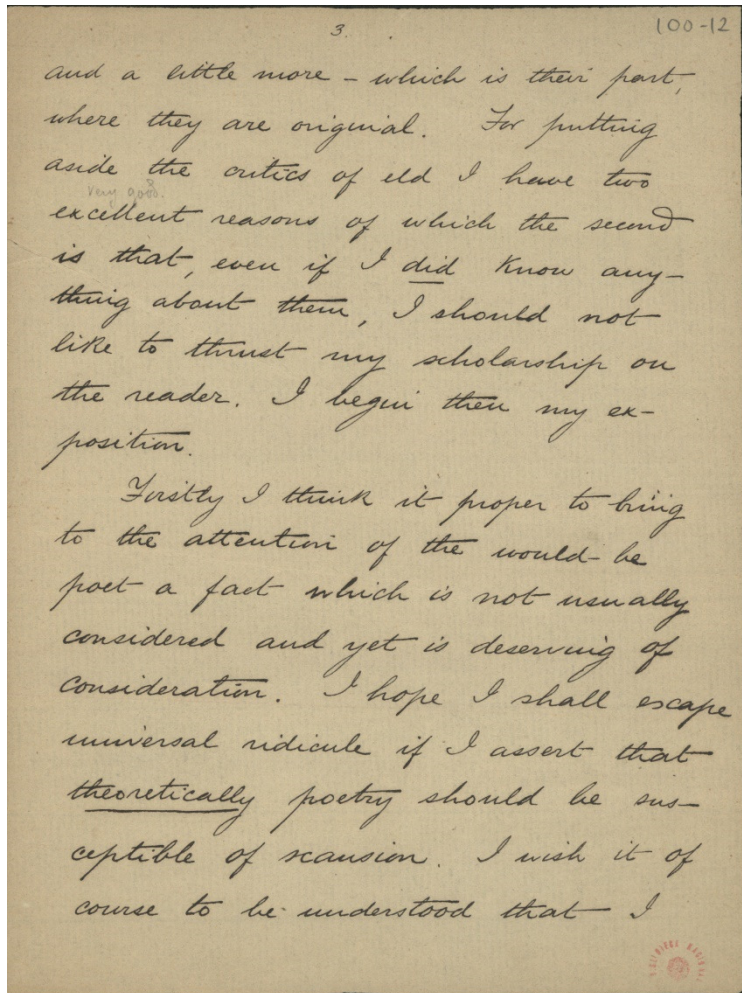 3.
100-12
and a little more – which is their part,
where they are original. For putting
aside the critics of eld I have two
very good.
excellent reasons of which the second
is that, even if I did know any-
thing about them, I should not
like to thrust my scholarship on
the reader. I begin then my ex-
position.
Firstly I think it proper to bring
to the attention of the would-be
poet a fact which is not usually
considered and yet is deserving of
consideration. I hope I shall escape
universal ridicule if I assert that
theoretically poetry should be sus-
ceptible of scansion. I wish it of
course to be understood that I